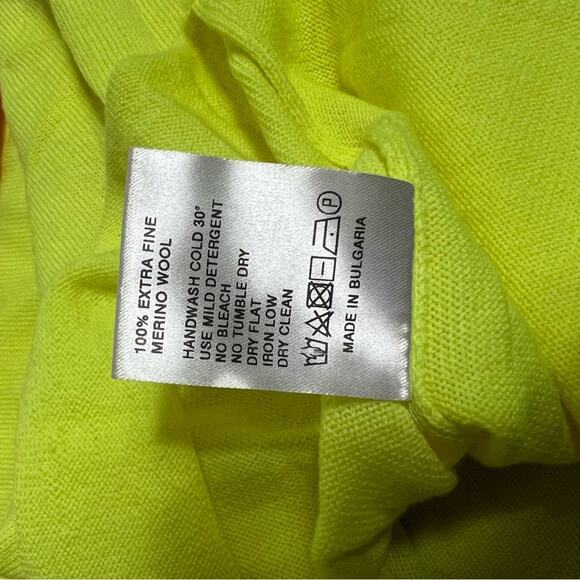 100% EXTRA FINE
MERINO WOOL
HANDWASH COLD 30°
USE MILD DETERGENT
NO BLEACH
NO TUMBLE DRY
DRY FLAT
IRON LOW
DRY CLEAN
P
MADE IN BULGARIA